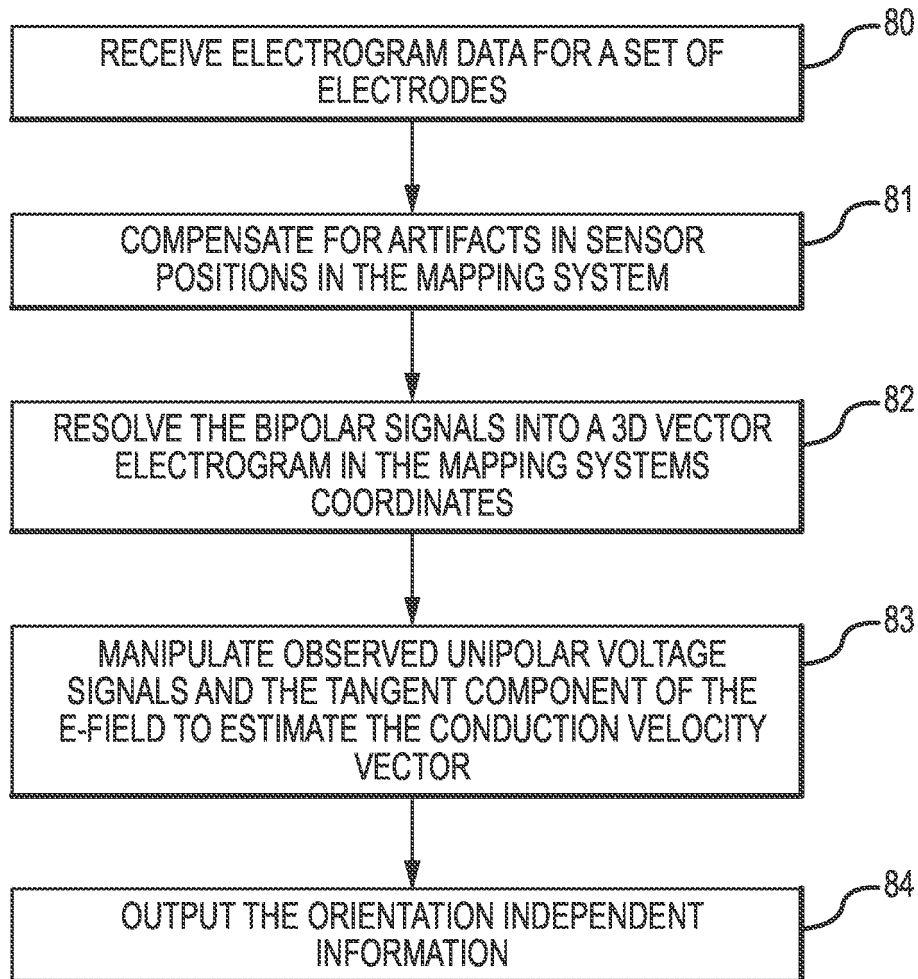 RECEIVE ELECTROGRAM DATA FOR A SET OF
ELECTRODES
80
COMPENSATE FOR ARTIFACTS IN SENSOR
POSITIONS IN THE MAPPING SYSTEM
81
RESOLVE THE BIPOLAR SIGNALS INTO A 3D VECTOR
ELECTROGRAM IN THE MAPPING SYSTEMS
COORDINATES
82
MANIPULATE OBSERVED UNIPOLAR VOLTAGE
SIGNALS AND THE TANGENT COMPONENT OF THE
E-FIELD TO ESTIMATE THE CONDUCTION VELOCITY
VECTOR
83
OUTPUT THE ORIENTATION INDEPENDENT
INFORMATION
84